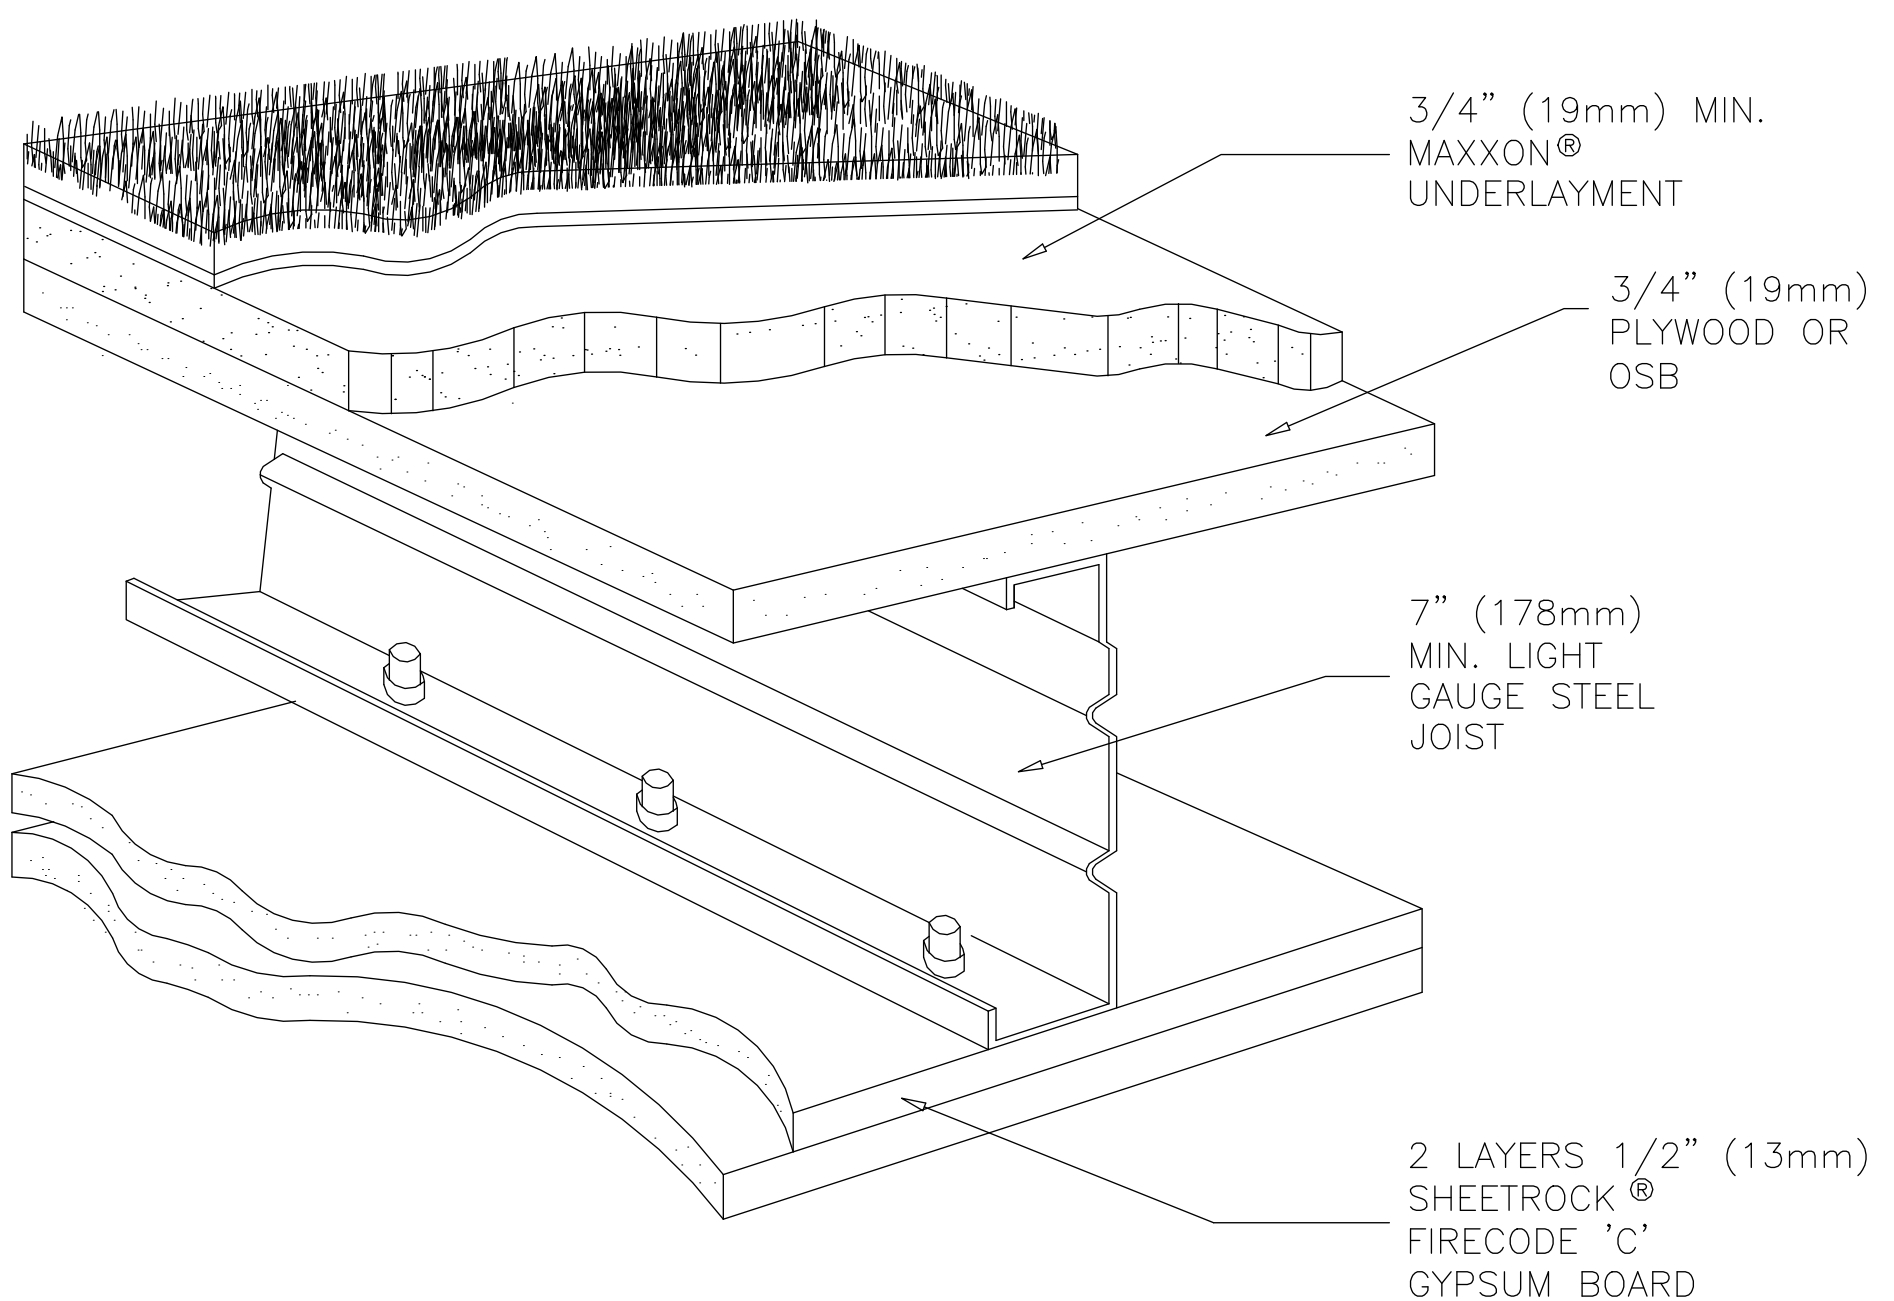 3/4” (19mm) MIN.
MAXXON®
UNDERLAYMENT
3/4” (19mm)
PLYWOOD OR
OSB
7” (178mm)
MIN. LIGHT
GAUGE STEEL
JOIST
2 LAYERS 1/2” (13mm)
SHEETROCK®
FIRECODE 'C'
GYPSUM BOARD